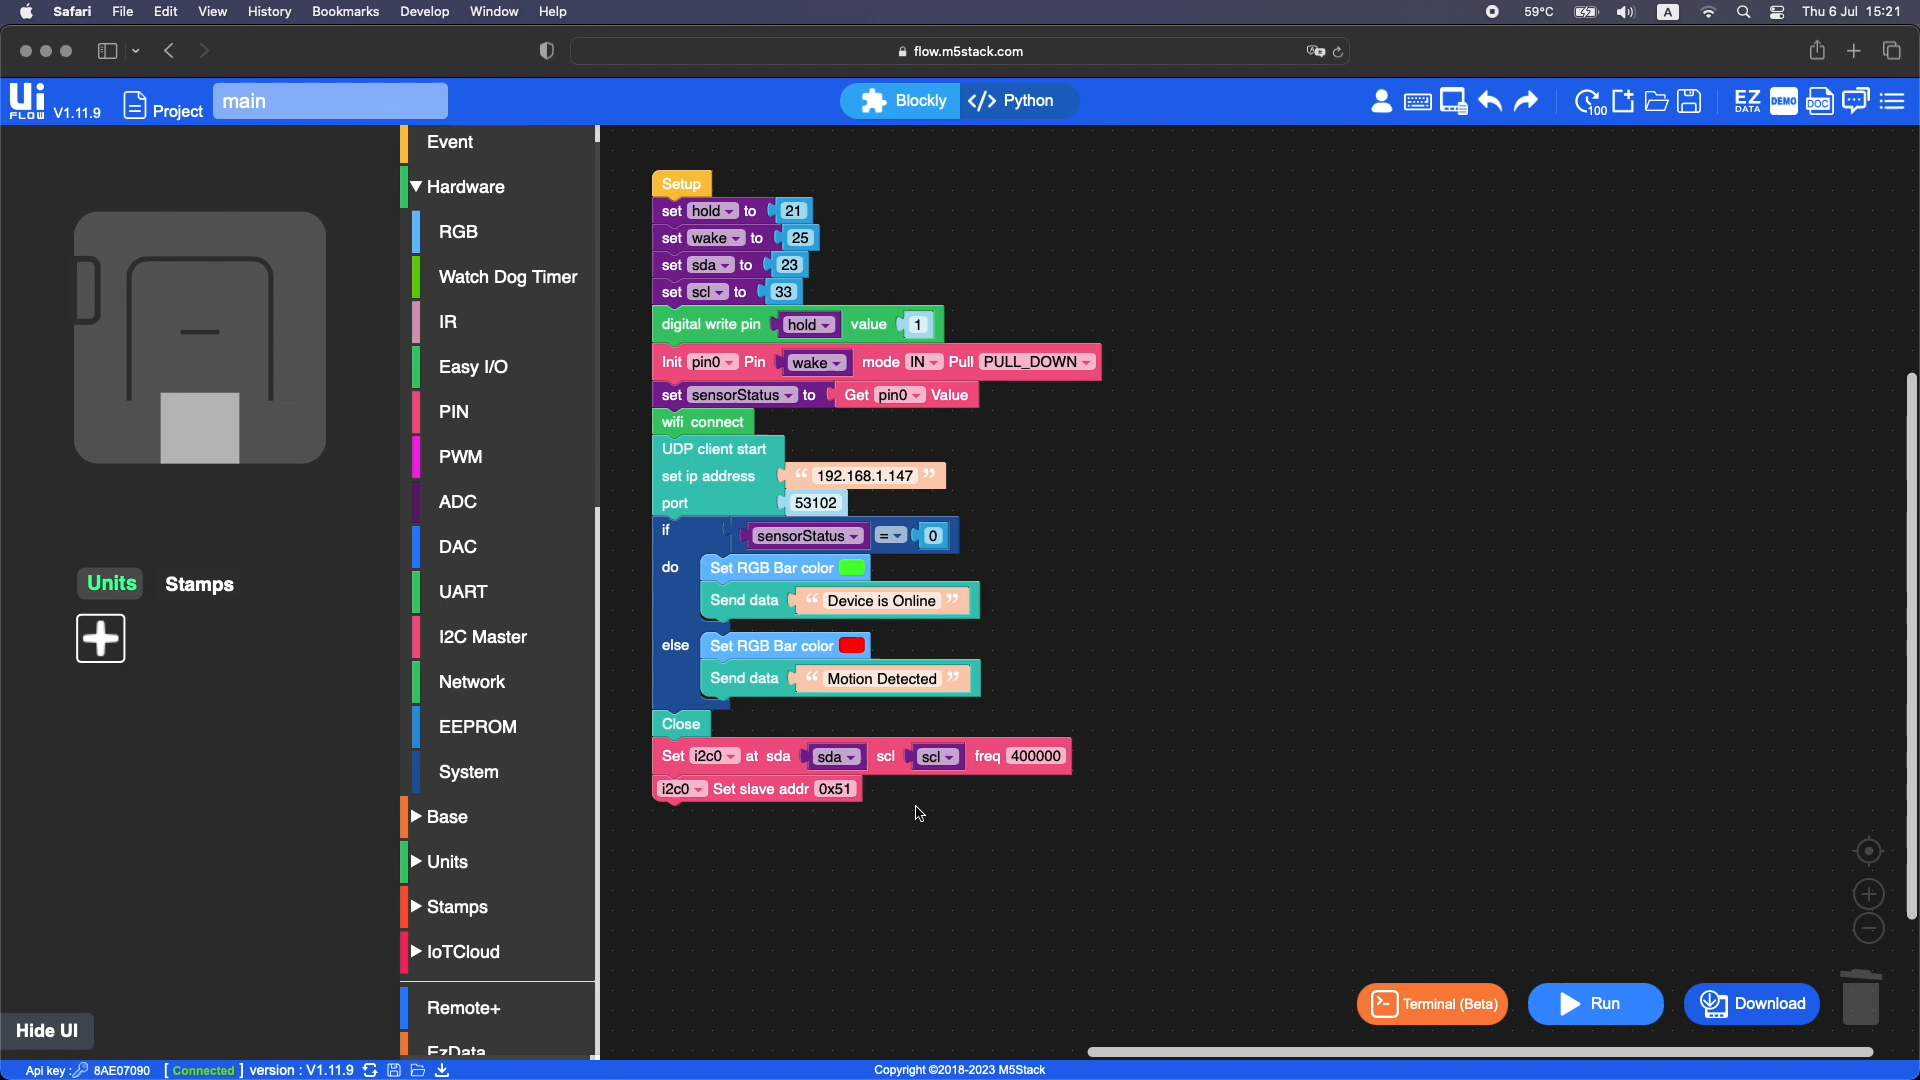 Safari File Edit View History Bookmarks Develop Window Help 59°C A Thu 6 Jul 15:21
flow.m5stack.com
Ui FLOW V1.11.9 Project main Blockly </> Python 100 EZ DATA DEMO DOC
Event
Hardware
RGB
Watch Dog Timer
IR
Easy I/O
PIN
PWM
ADC
DAC
UART
I2C Master
Network
EEPROM
System
Base
Units
Stamps
IoTCloud
Remote+
EzData
Units Stamps
Hide UI
Setup
set hold to 21
set wake to 25
set sda to 23
set scl to 33
digital write pin hold value 1
Init pin0 Pin wake mode IN Pull PULL_DOWN
set sensorStatus to Get pin0 Value
wifi connect
UDP client start
set ip address “ 192.168.1.147 ”
port 53102
if sensorStatus = 0
do Set RGB Bar color
Send data “ Device is Online ”
else Set RGB Bar color
Send data “ Motion Detected ”
Close
Set i2c0 at sda sda scl scl freq 400000
i2c0 Set slave addr 0x51
Terminal (Beta) Run Download
Api key : 8AE07090 [ Connected ] version : V1.11.9 Copyright ©2018-2023 M5Stack